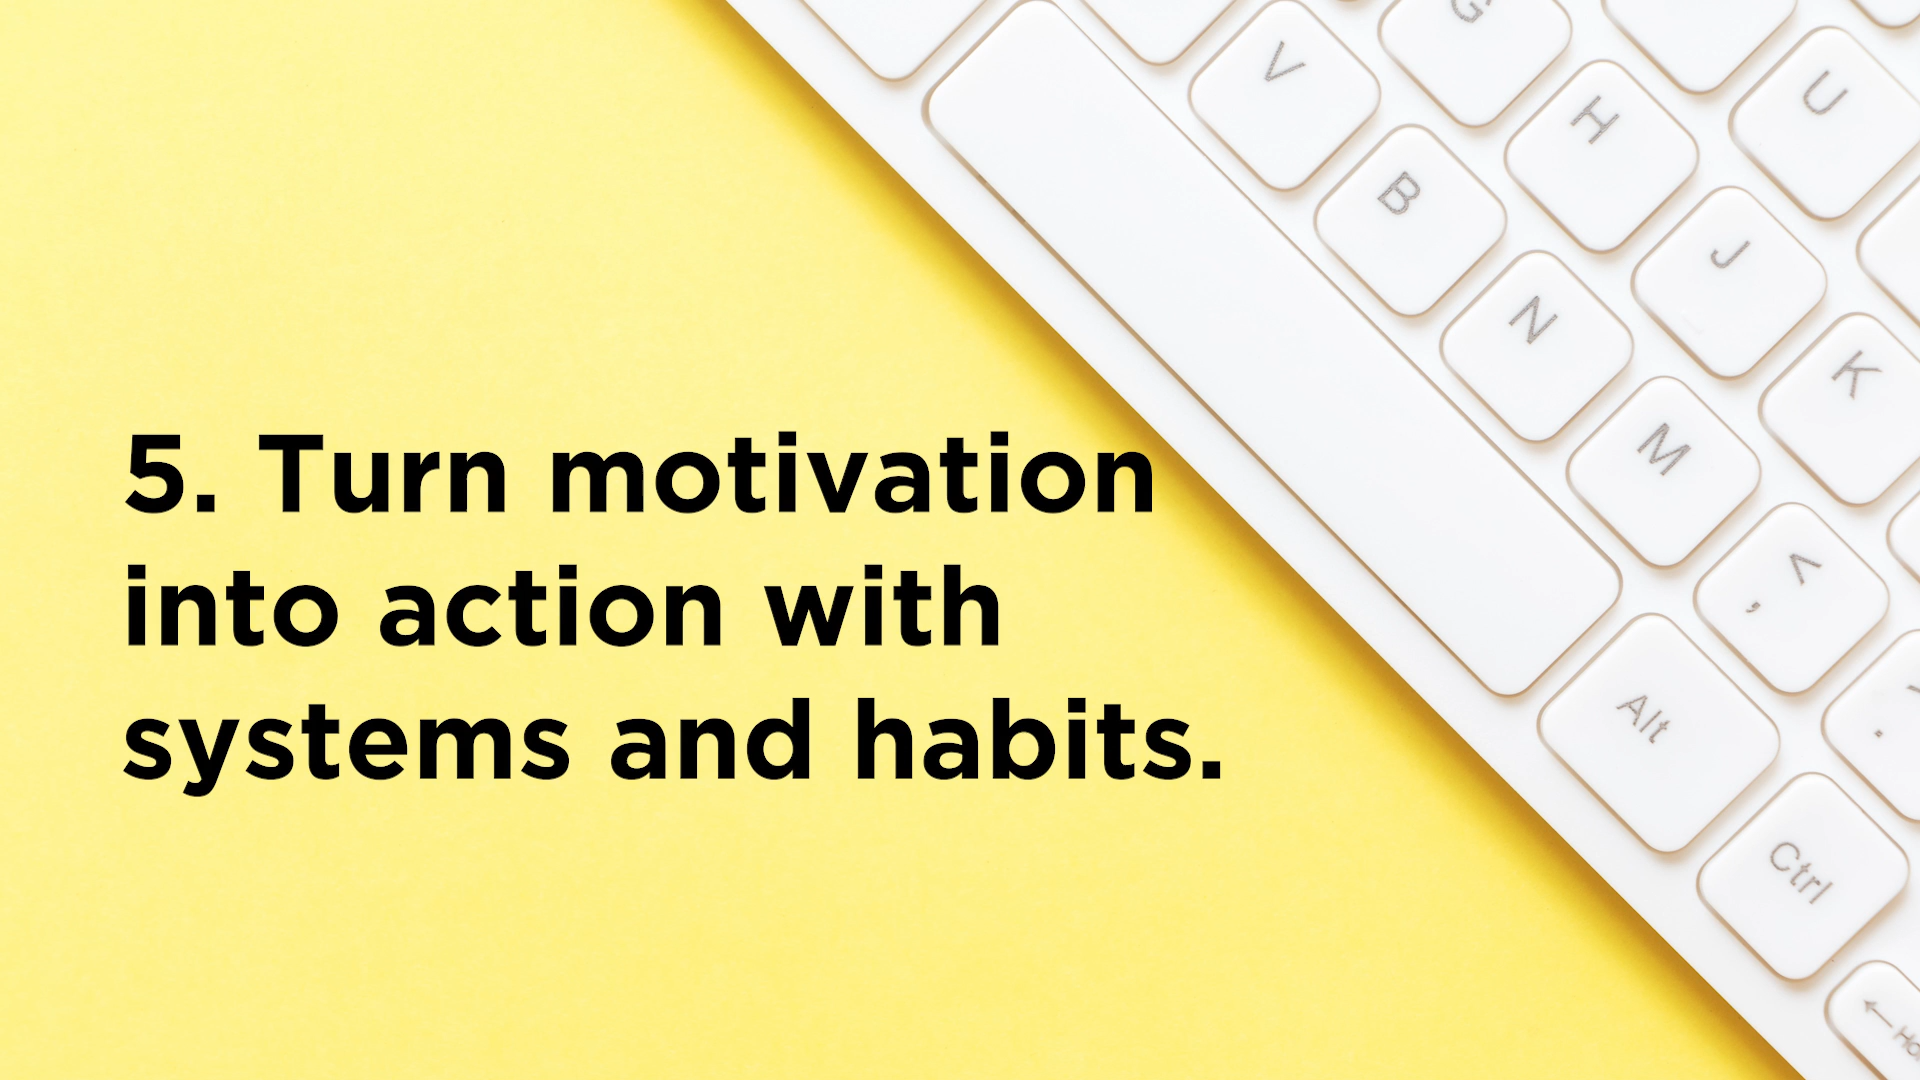 5. Turn motivation
into action with
systems and habits.
V
G
B
H
U
N
J
M
K
<
,
Alt
.
Ctrl
←